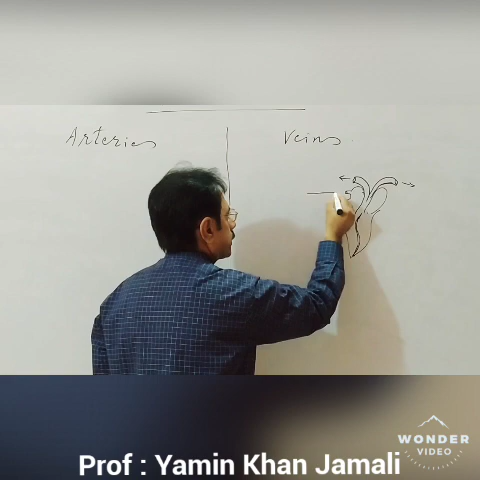 Arteries
Veins.
WONDER
VIDEO
Prof : Yamin Khan Jamali